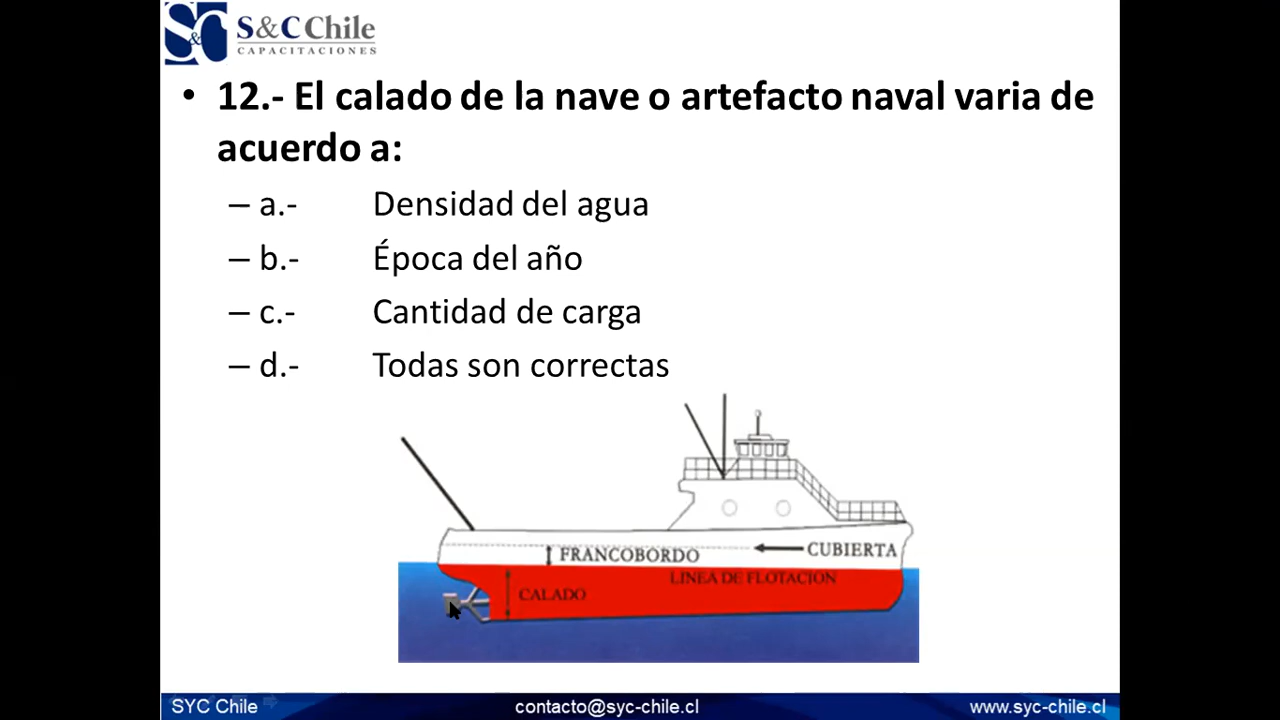 S&C
S&C Chile
CAPACITACIONES
• 12.- El calado de la nave o artefacto naval varia de
acuerdo a:
– a.- Densidad del agua
– b.- Época del año
– c.- Cantidad de carga
– d.- Todas son correctas
FRANCOBORDO
CUBIERTA
LINEA DE FLOTACION
CALADO
SYC Chile contacto@syc-chile.cl www.syc-chile.cl